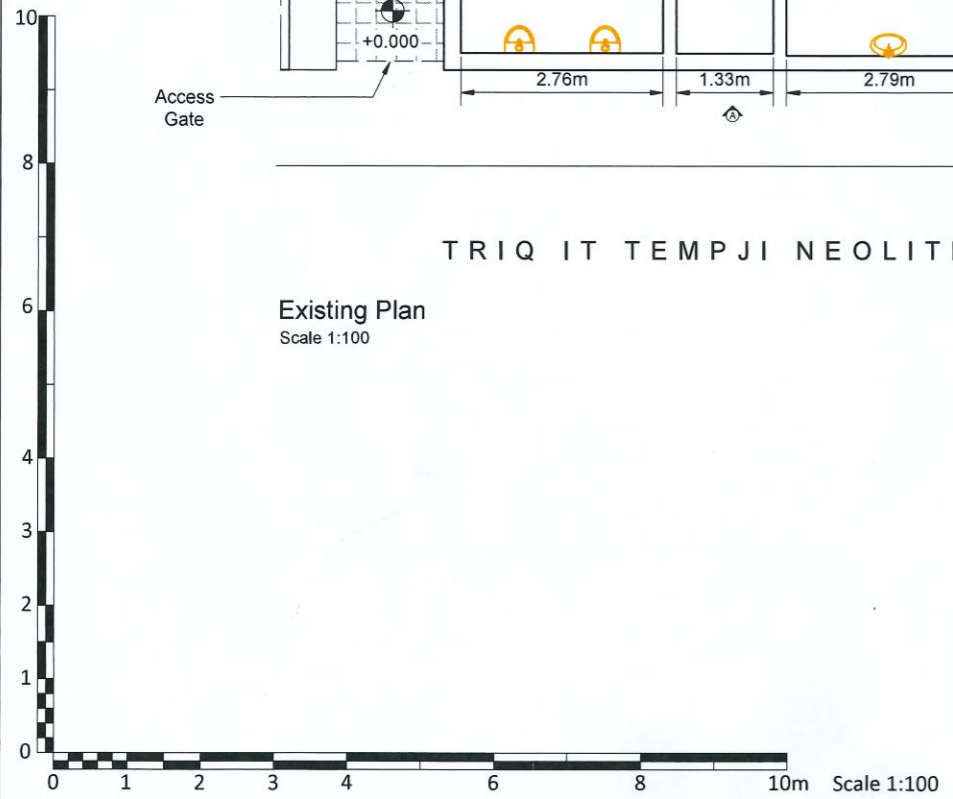 10
+0.000
2.76m 1.33m 2.79m
Access
Gate
A
8
TRIQ IT TEMPJI NEOLITI
6
Existing Plan
Scale 1:100
4
3
2
1
0
0 1 2 3 4 6 8 10m Scale 1:100